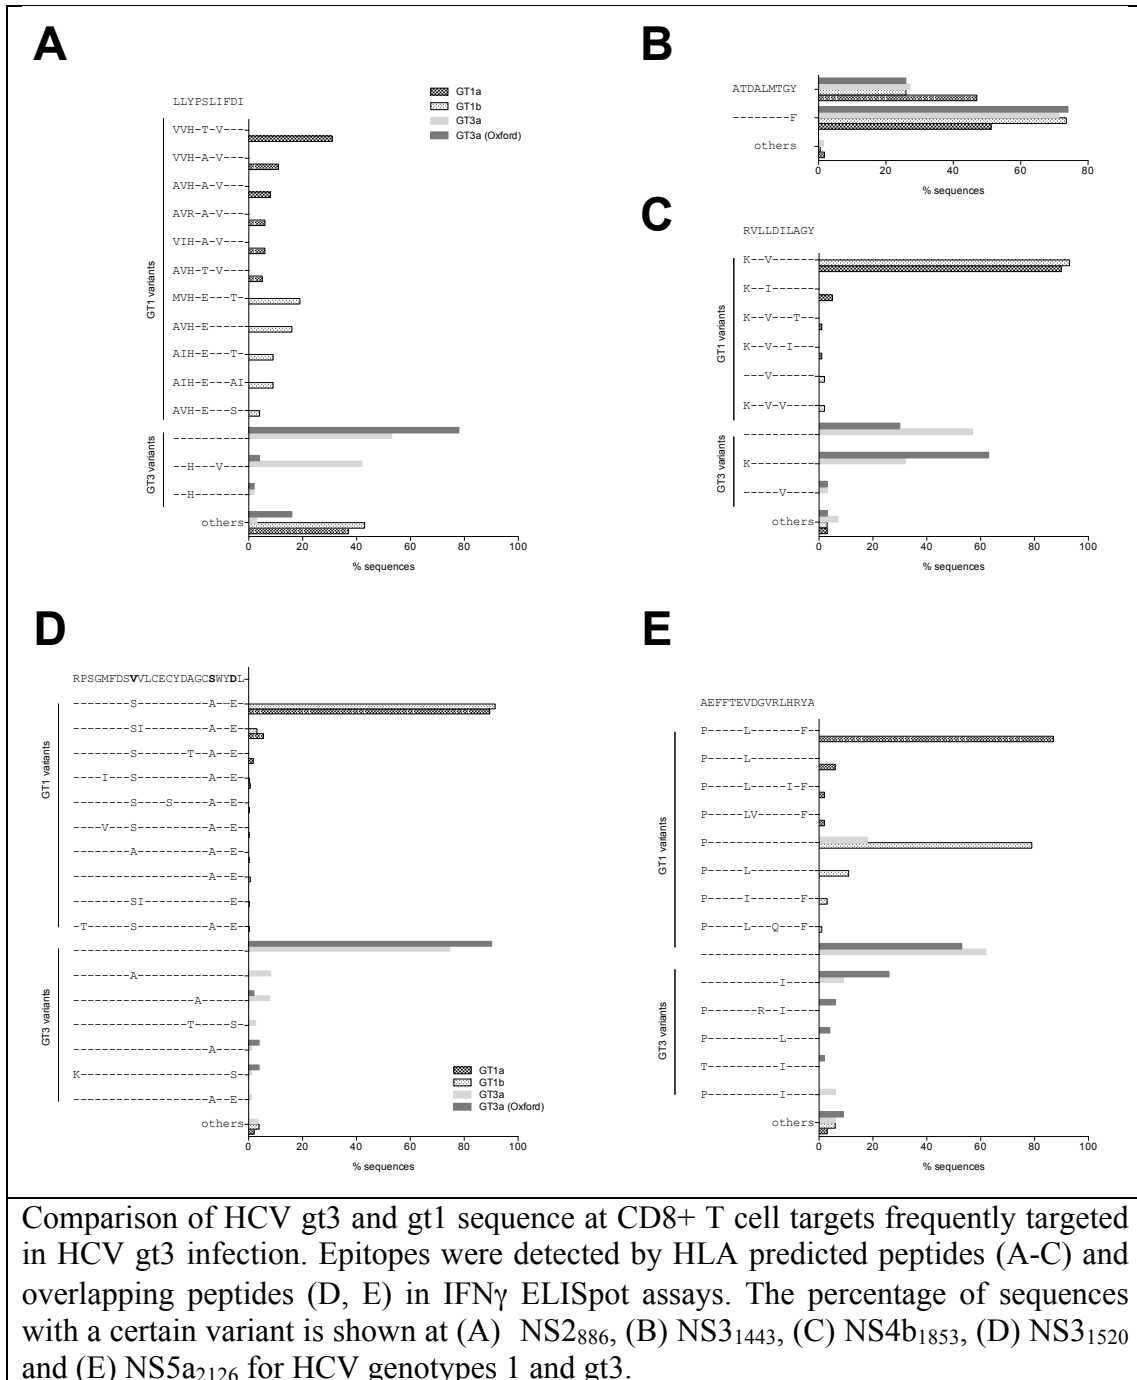 A
LLYPSLIFDI
GT1a
GT1b
GT3a
GT3a (Oxford)
GT1 variants
VVH-T-V----
VVH-A-V----
AVH-A-V----
AVR-A-V----
VIH-A-V----
AVH-T-V----
MVH-E---T-
AVH-E-----
AIH-E---T-
AIH-E---AI
AVH-E---S-
GT3 variants
----------
--H---V---
--H-------
others
0 20 40 60 80 100
% sequences
B
ATDALMTGY
--------F
others
0 20 40 60 80
% sequences
C
RVLLDILAGY
GT1 variants
K--V------
K--I------
K--V---T--
K--V--I---
---V------
K--V-V----
GT3 variants
----------
K---------
-----V----
others
0 20 40 60 80 100
% sequences
D
RPSGMFDSVVLCECYDAGCSWYDL
GT1 variants
--------S----------A--E-
--------SI---------A--E-
--------S-------T--A--E-
----I---S----------A--E-
--------S----S-----A--E-
----V---S----------A--E-
--------A----------A--E-
-------------------A--E-
--------SI------------E-
-T------S----------A--E-
GT3 variants
------------------------
--------A---------------
-----------------A------
----------------T-----S-
-------------------A----
K---------------------S-
-------------------A--E-
others
GT1a
GT1b
GT3a
GT3a (Oxford)
0 20 40 60 80 100
% sequences
E
AEFFTEVDGVRLHRYA
GT1 variants
P-----L-------F-
P-----L---------
P-----L-----I-F-
P-----LV------F-
P---------------
P-----L---------
P-----I-------F-
P-----L---Q---F-
----------------
GT3 variants
-----------I----
P-------R--I----
P----------L----
T----------I----
P----------I----
others
0 20 40 60 80 100
% sequences
Comparison of HCV gt3 and gt1 sequence at CD8+ T cell targets frequently targeted
in HCV gt3 infection. Epitopes were detected by HLA predicted peptides (A-C) and
overlapping peptides (D, E) in IFNγ ELISpot assays. The percentage of sequences
with a certain variant is shown at (A) NS2₈₈₆, (B) NS3₁₄₄₃, (C) NS4b₁₈₅₃, (D) NS3₁₅₂₀
and (E) NS5a₂₁₂₆ for HCV genotypes 1 and gt3.